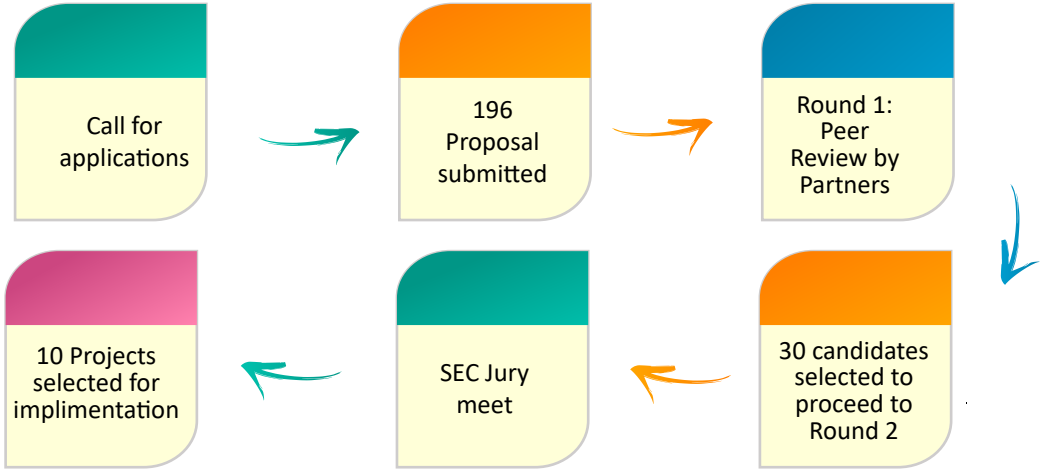 Call for
applications
196
Proposal
submitted
Round 1:
Peer
Review by
Partners
30 candidates
selected to
proceed to
Round 2
SEC Jury
meet
10 Projects
selected for
implimentation